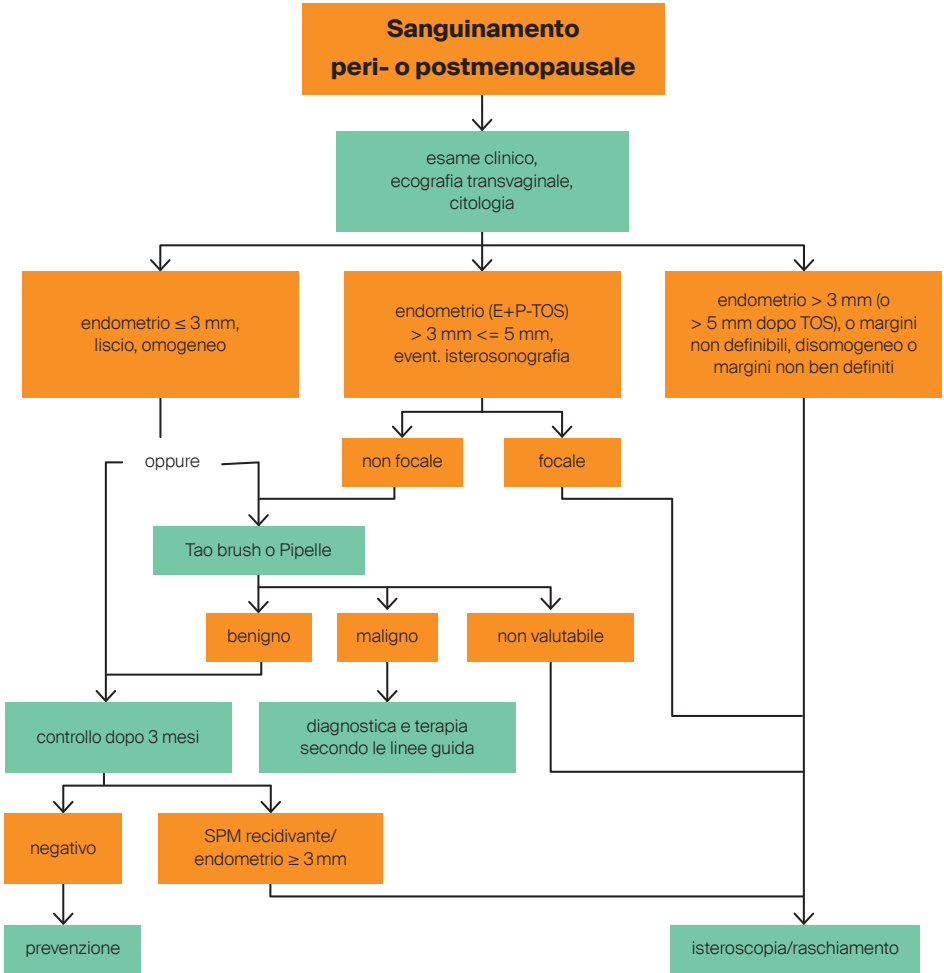 Sanguinamento
peri- o postmenopausale
esame clinico,
ecografia transvaginale,
citologia
endometrio ≤ 3 mm,
liscio, omogeneo
endometrio (E+P-TOS)
> 3 mm <= 5 mm,
event. isterosonografia
endometrio > 3 mm (o
> 5 mm dopo TOS), o margini
non definibili, disomogeneo o
margini non ben definiti
oppure
non focale
focale
Tao brush o Pipelle
benigno
maligno
non valutabile
controllo dopo 3 mesi
diagnostica e terapia
secondo le linee guida
negativo
SPM recidivante/
endometrio ≥ 3 mm
prevenzione
isteroscopia/raschiamento